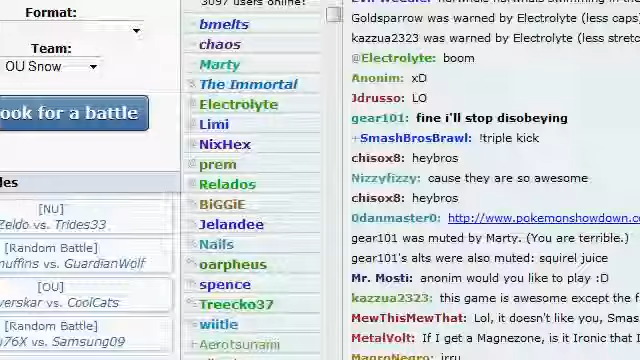 Format:
Team:
OU Snow
ook for a battle
les
[NU]
Zeldo vs. Trides33
[Random Battle]
nuffins vs. GuardianWolf
[OU]
verskar vs. CoolCats
[Random Battle]
u76X vs. Samsung09
3097 users online:
bmelts
chaos
Marty
The Immortal
Electrolyte
Limi
NixHex
prem
Relados
BiGGiE
Jelandee
Nails
oarpheus
spence
Treecko37
wiitle
Aerotsunami
Goldsparrow was warned by Electrolyte (less caps)
kazzua2323 was warned by Electrolyte (less stretc
@Electrolyte: boom
Anonim: xD
Jdrusso: LO
gear101: fine i'll stop disobeying
+SmashBrosBrawl: !triple kick
chisox8: heybros
Nizzyfizzy: cause they are so awesome
chisox8: heybros
0danmaster0: http://www.pokemonshowdown.co
gear101 was muted by Marty. (You are terrible.)
gear101's alts were also muted: squirel juice
Mr. Mosti: anonim would you like to play :D
kazzua2323: this game is awesome except the f
MewThisMewThat: Lol, it doesn't like you, Smas
MetalVolt: If I get a Magnezone, is it Ironic that I
MagroNegro: irru